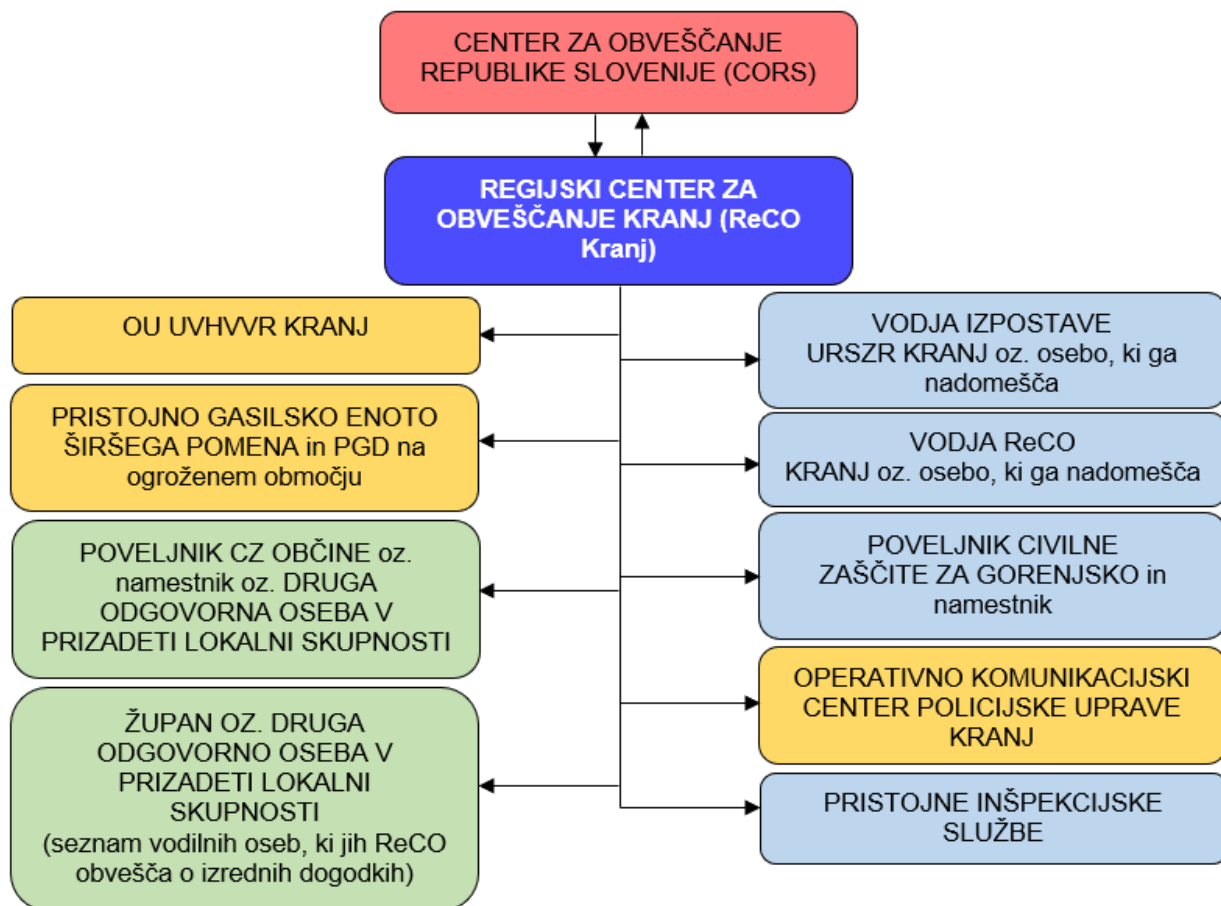 CENTER ZA OBVEŠČANJE
REPUBLIKE SLOVENIJE (CORS)
REGIJSKI CENTER ZA
OBVEŠČANJE KRANJ (ReCO
Kranj)
OU UVHVVR KRANJ
PRISTOJNO GASILSKO ENOTO
ŠIRŠEGA POMENA in PGD na
ogroženem območju
POVELJNIK CZ OBČINE oz.
namestnik oz. DRUGA
ODGOVORNA OSEBA V
PRIZADETI LOKALNI SKUPNOSTI
ŽUPAN OZ. DRUGA
ODGOVORNO OSEBA V
PRIZADETI LOKALNI
SKUPNOSTI
(seznam vodilnih oseb, ki jih ReCO
obvešča o izrednih dogodkih)
VODJA IZPOSTAVE
URSZR KRANJ oz. osebo, ki ga
nadomešča
VODJA ReCO
KRANJ oz. osebo, ki ga nadomešča
POVELJNIK CIVILNE
ZAŠČITE ZA GORENJSKO in
namestnik
OPERATIVNO KOMUNIKACIJSKI
CENTER POLICIJSKE UPRAVE
KRANJ
PRISTOJNE INŠPEKCIJSKE
SLUŽBE